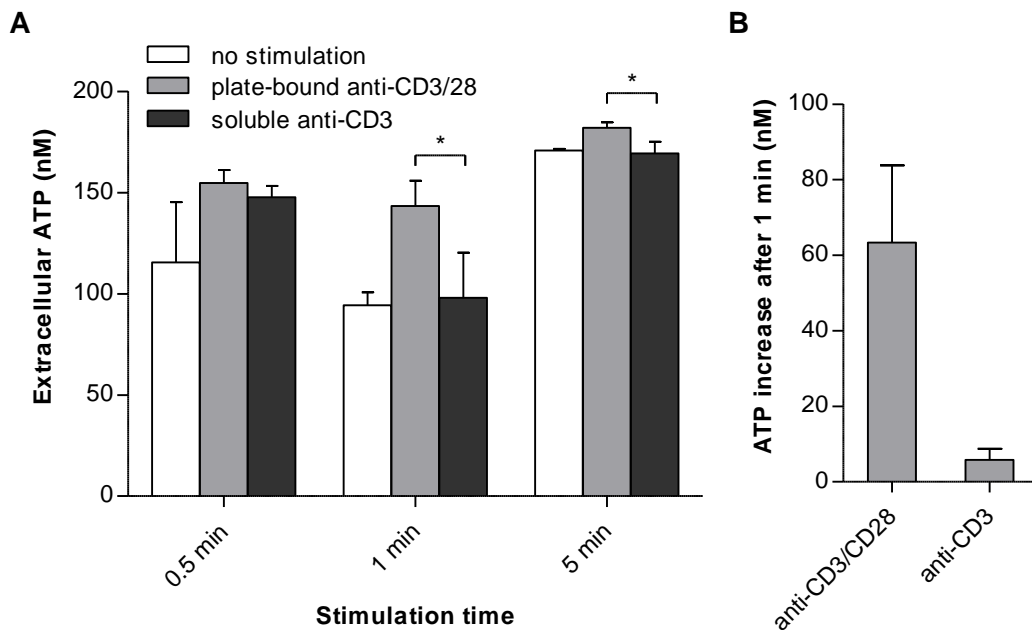 A
no stimulation
plate-bound anti-CD3/28
soluble anti-CD3
Extracellular ATP (nM)
200
150
100
50
0
*
*
0.5 min
1 min
5 min
Stimulation time
B
ATP increase after 1 min (nM)
100
80
60
40
20
0
anti-CD3/CD28
anti-CD3